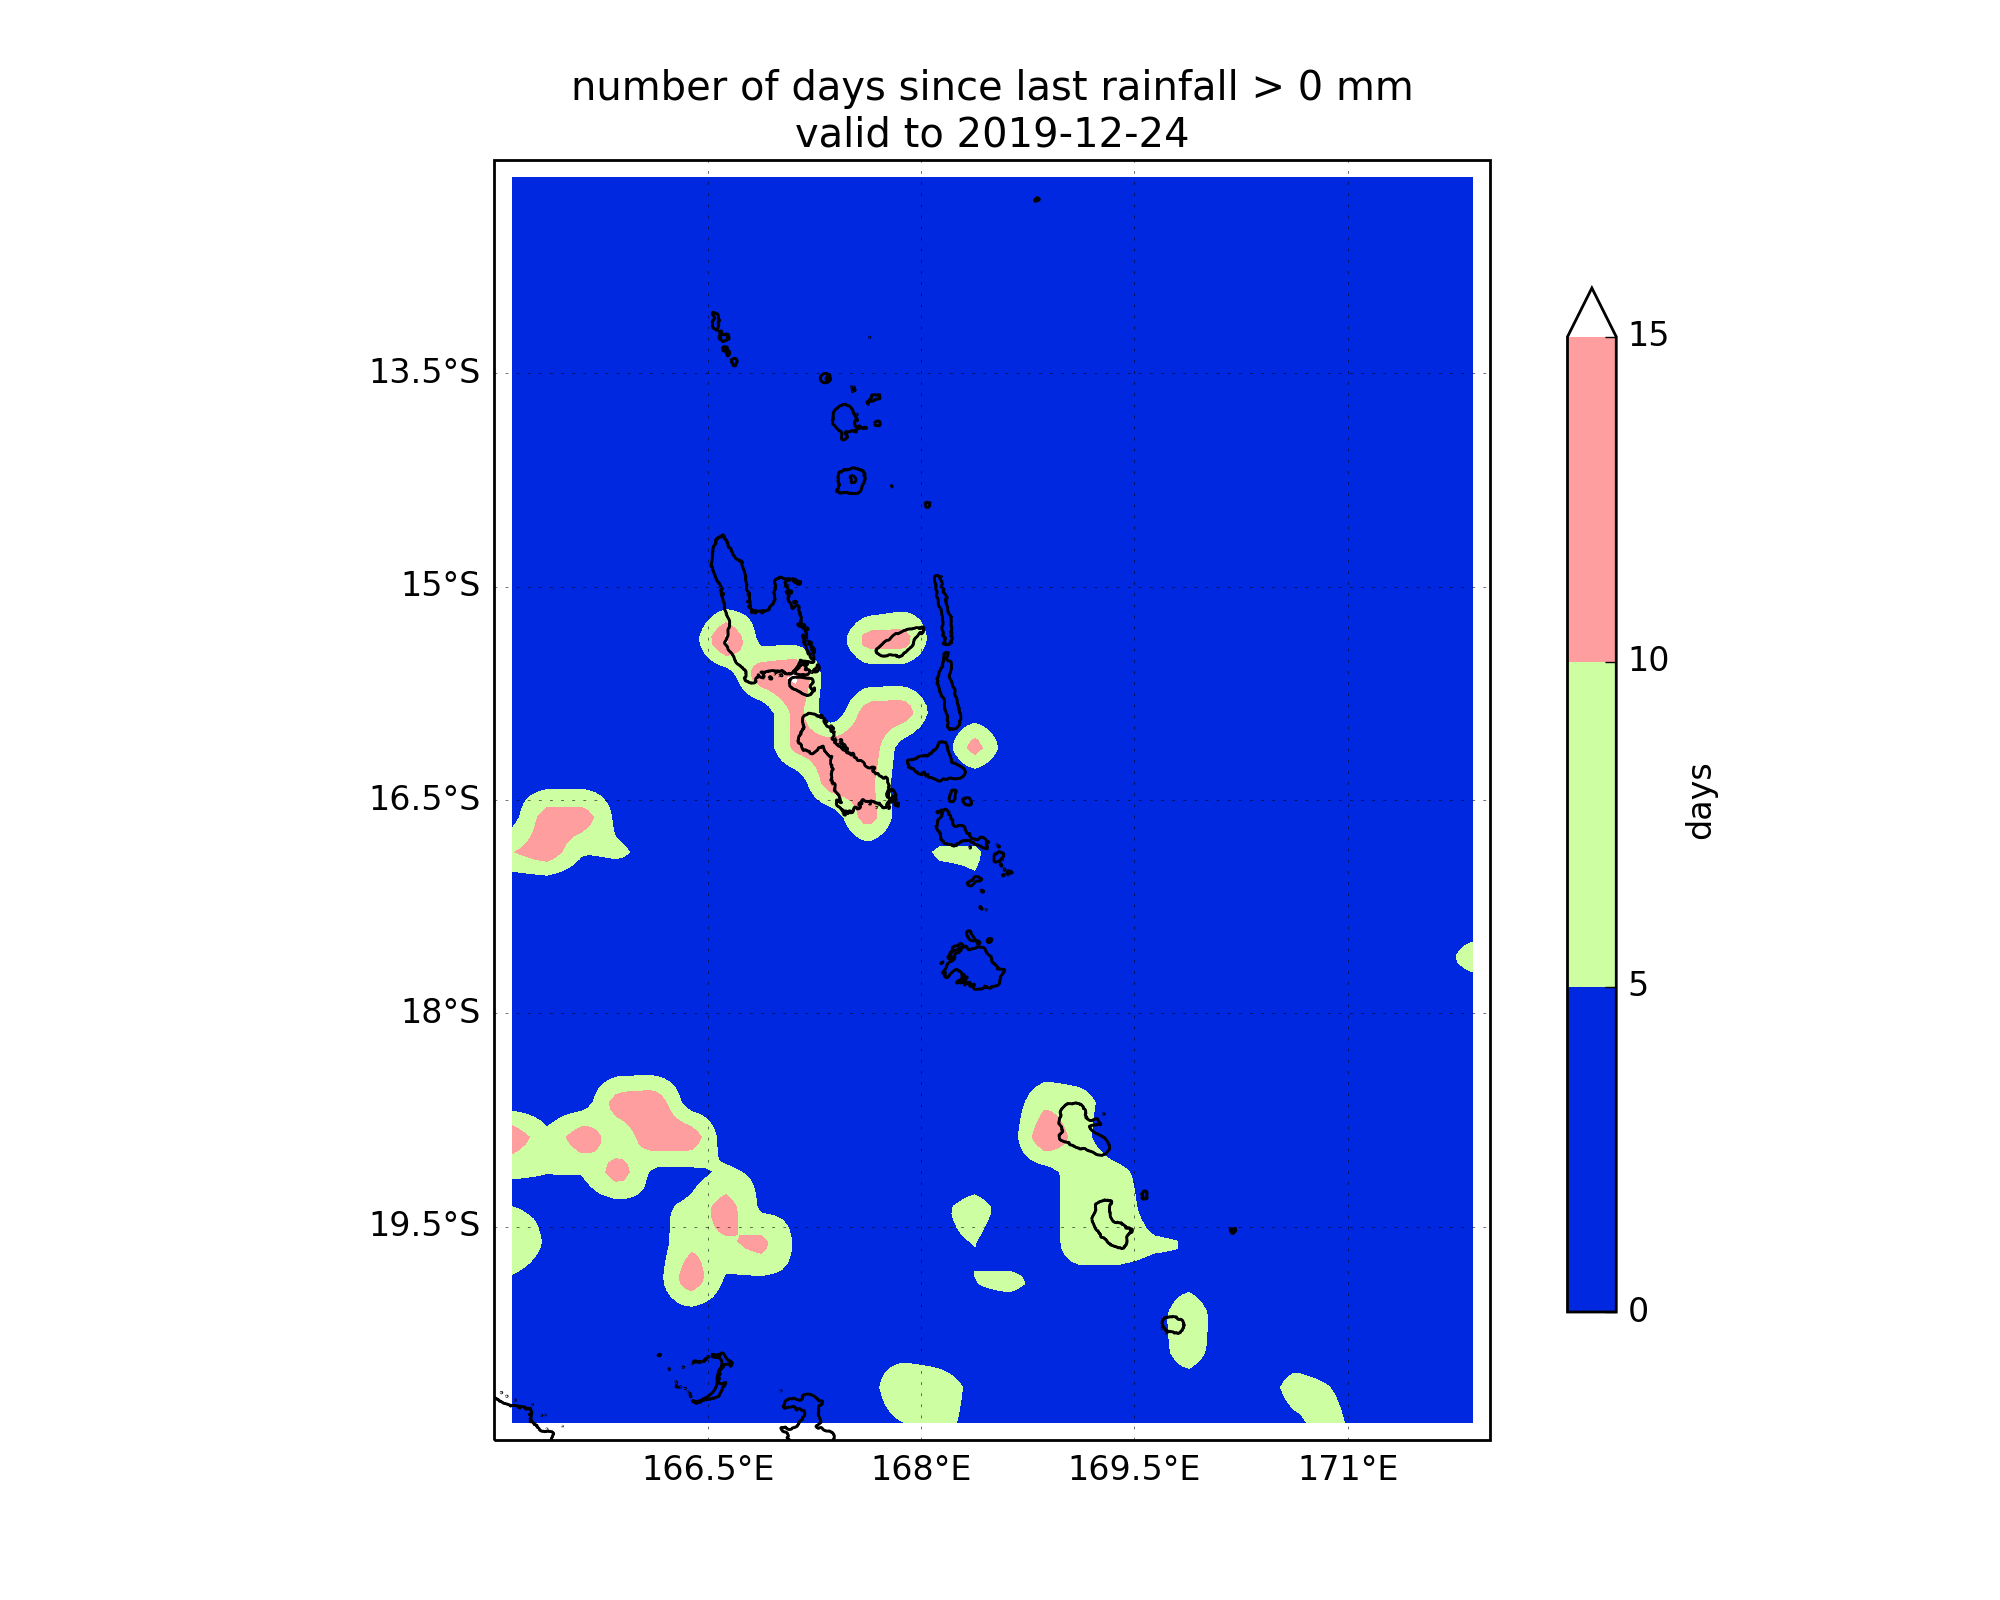 number of days since last rainfall > 0 mm
valid to 2019-12-24
13.5°S
15°S
16.5°S
18°S
19.5°S
166.5°E
168°E
169.5°E
171°E
15
10
5
0
days